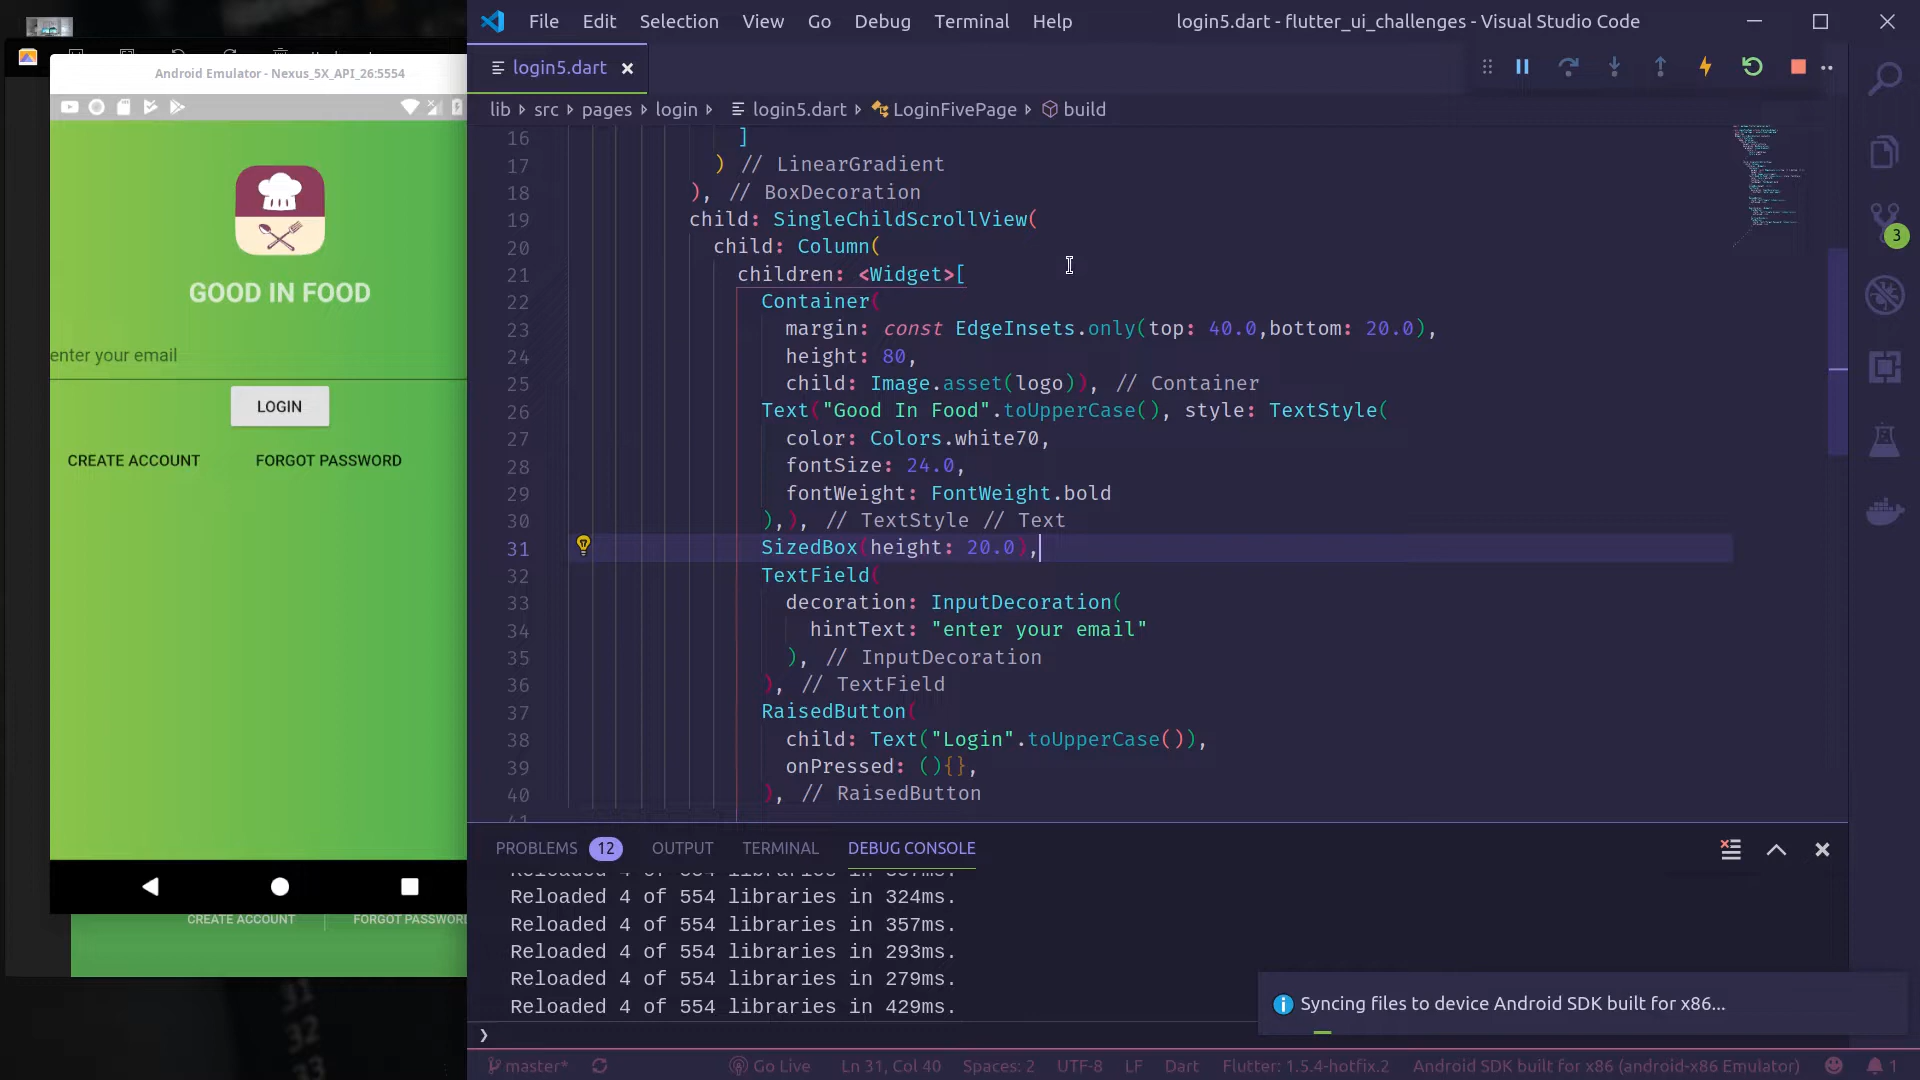 File Edit Selection View Go Debug Terminal Help
login5.dart - flutter_ui_challenges - Visual Studio Code
Android Emulator - Nexus_5X_API_26:5554
GOOD IN FOOD
enter your email
LOGIN
CREATE ACCOUNT FORGOT PASSWORD
CREATE ACCOUNT FORGOT PASSWORD
31
32
33
login5.dart
lib src pages login login5.dart LoginFivePage build
16 ]
17 ) // LinearGradient
18 ), // BoxDecoration
19 child: SingleChildScrollView(
20 child: Column(
21 children: <Widget>[
22 Container(
23 margin: const EdgeInsets.only(top: 40.0,bottom: 20.0),
24 height: 80,
25 child: Image.asset(logo)), // Container
26 Text("Good In Food".toUpperCase(), style: TextStyle(
27 color: Colors.white70,
28 fontSize: 24.0,
29 fontWeight: FontWeight.bold
30 ),), // TextStyle // Text
31 SizedBox(height: 20.0),
32 TextField(
33 decoration: InputDecoration(
34 hintText: "enter your email"
35 ), // InputDecoration
36 ), // TextField
37 RaisedButton(
38 child: Text("Login".toUpperCase()),
39 onPressed: (){},
40 ), // RaisedButton
3
PROBLEMS 12 OUTPUT TERMINAL DEBUG CONSOLE
Reloaded 4 of 554 libraries in 324ms.
Reloaded 4 of 554 libraries in 357ms.
Reloaded 4 of 554 libraries in 293ms.
Reloaded 4 of 554 libraries in 279ms.
Reloaded 4 of 554 libraries in 429ms.
Syncing files to device Android SDK built for x86...
master* Go Live Ln 31, Col 40 Spaces: 2 UTF-8 LF Dart Flutter: 1.5.4-hotfix.2 Android SDK built for x86 (android-x86 Emulator) 1